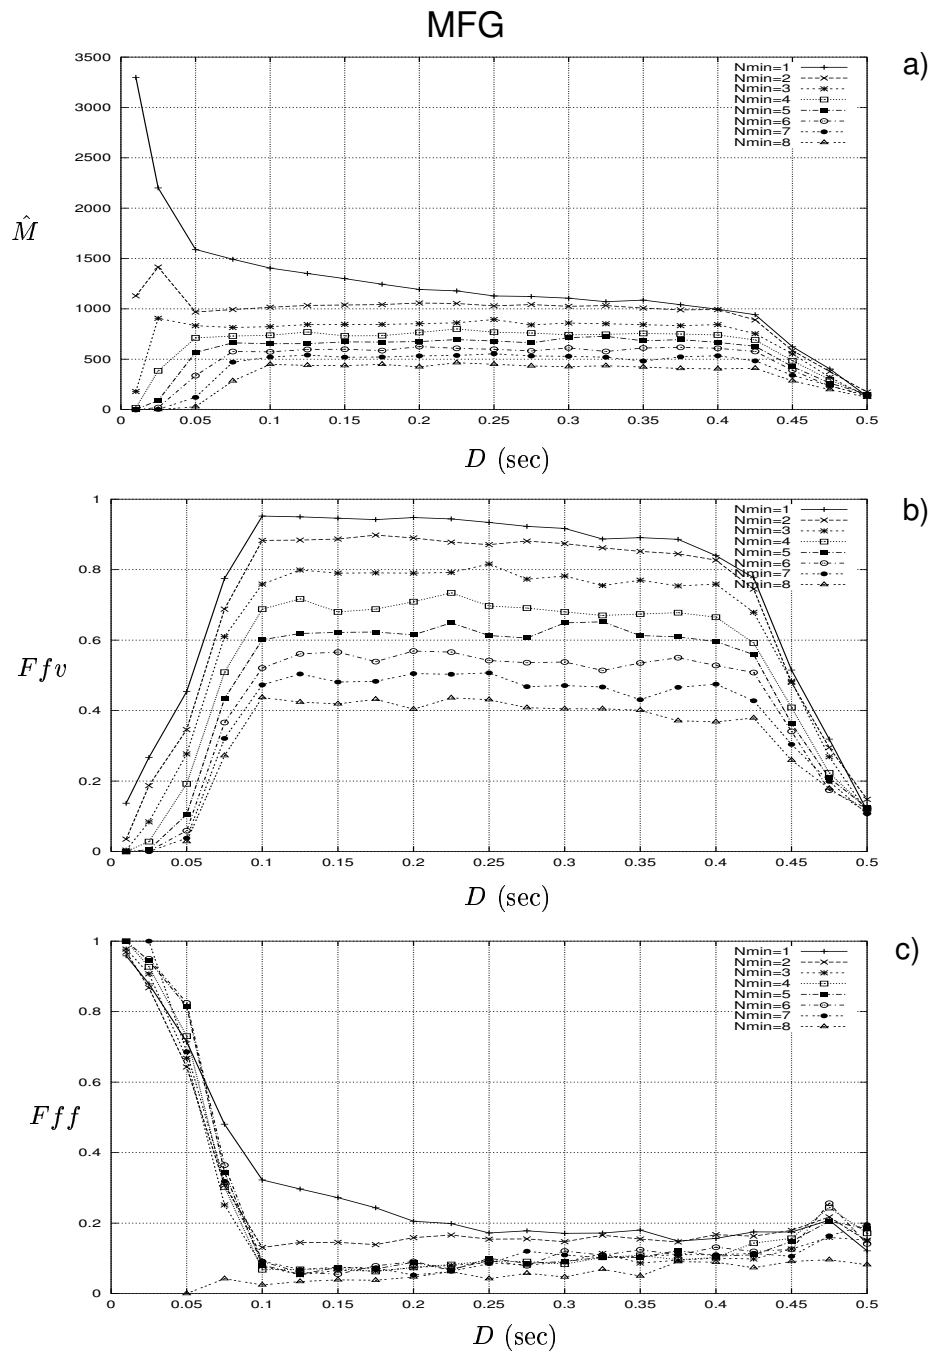 MFG
a)
3500
3000
2500
2000
1500
1000
500
0
M̂
Nmin=1
Nmin=2
Nmin=3
Nmin=4
Nmin=5
Nmin=6
Nmin=7
Nmin=8
0 0.05 0.1 0.15 0.2 0.25 0.3 0.35 0.4 0.45 0.5
D (sec)
b)
1
0.8
0.6
0.4
0.2
0
Ffv
Nmin=1
Nmin=2
Nmin=3
Nmin=4
Nmin=5
Nmin=6
Nmin=7
Nmin=8
0 0.05 0.1 0.15 0.2 0.25 0.3 0.35 0.4 0.45 0.5
D (sec)
c)
1
0.8
0.6
0.4
0.2
0
Fff
Nmin=1
Nmin=2
Nmin=3
Nmin=4
Nmin=5
Nmin=6
Nmin=7
Nmin=8
0 0.05 0.1 0.15 0.2 0.25 0.3 0.35 0.4 0.45 0.5
D (sec)